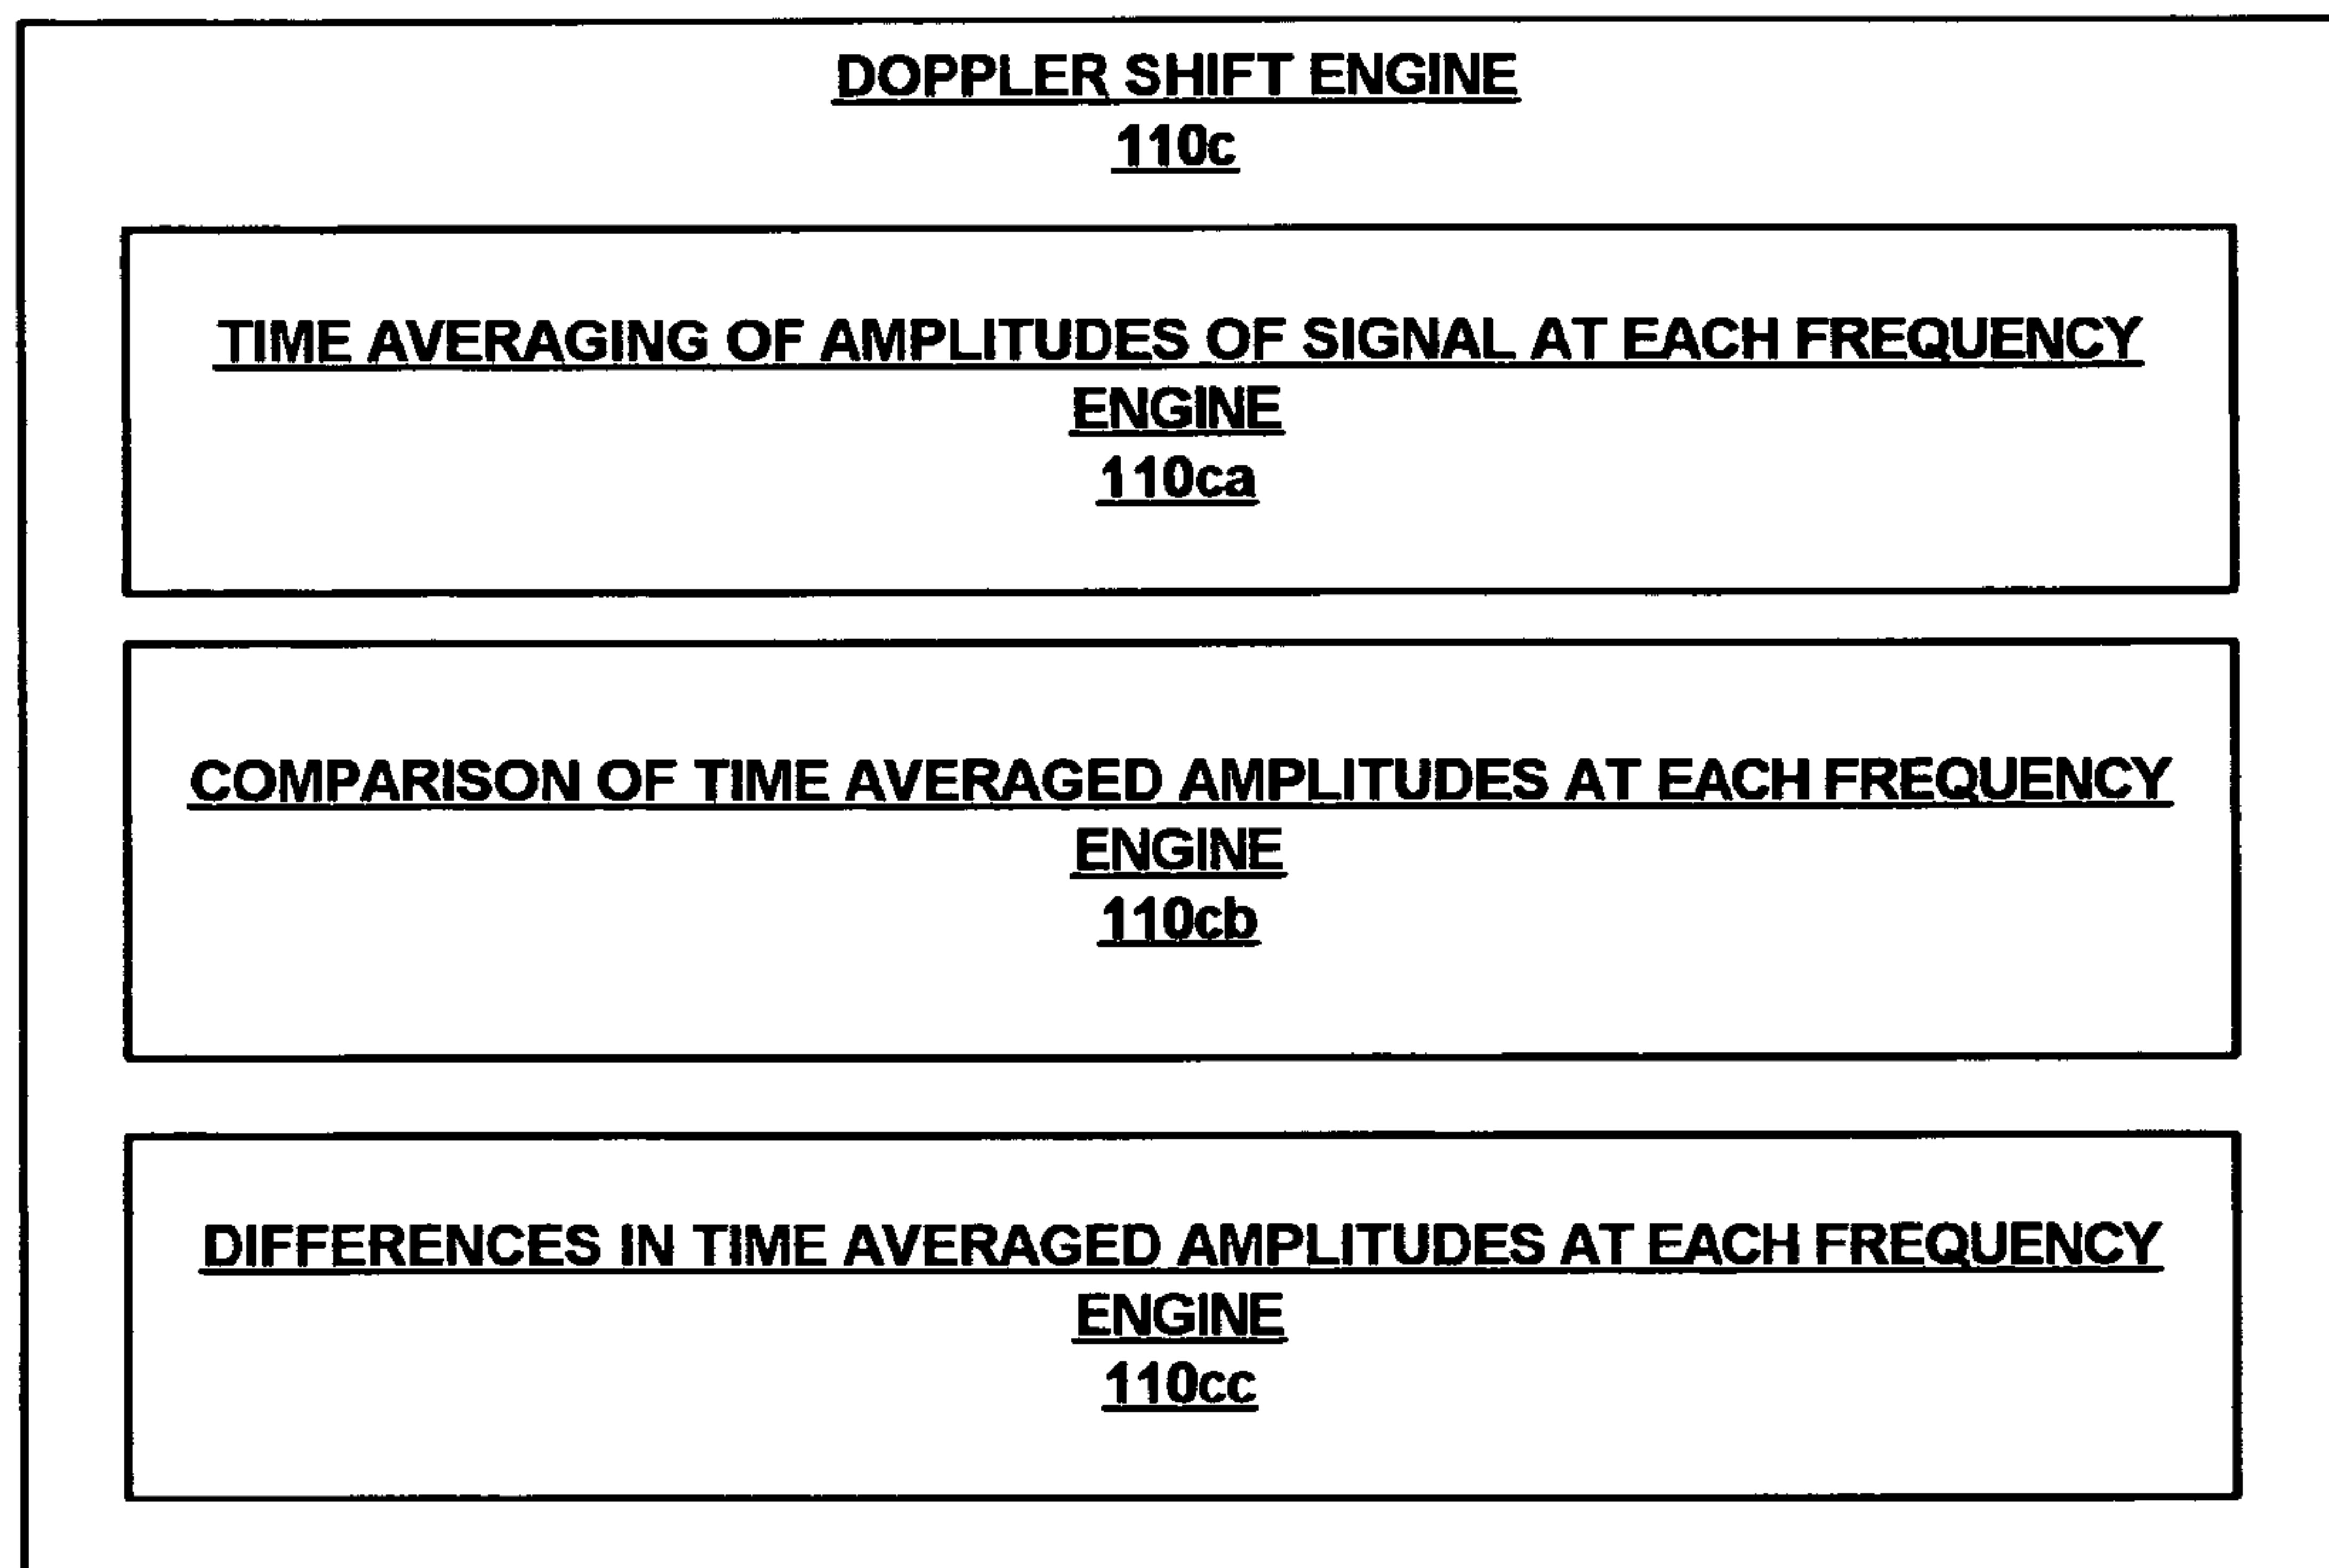 DOPPLER SHIFT ENGINE
110c
TIME AVERAGING OF AMPLITUDES OF SIGNAL AT EACH FREQUENCY
ENGINE
110ca
COMPARISON OF TIME AVERAGED AMPLITUDES AT EACH FREQUENCY
ENGINE
110cb
DIFFERENCES IN TIME AVERAGED AMPLITUDES AT EACH FREQUENCY
ENGINE
110cc